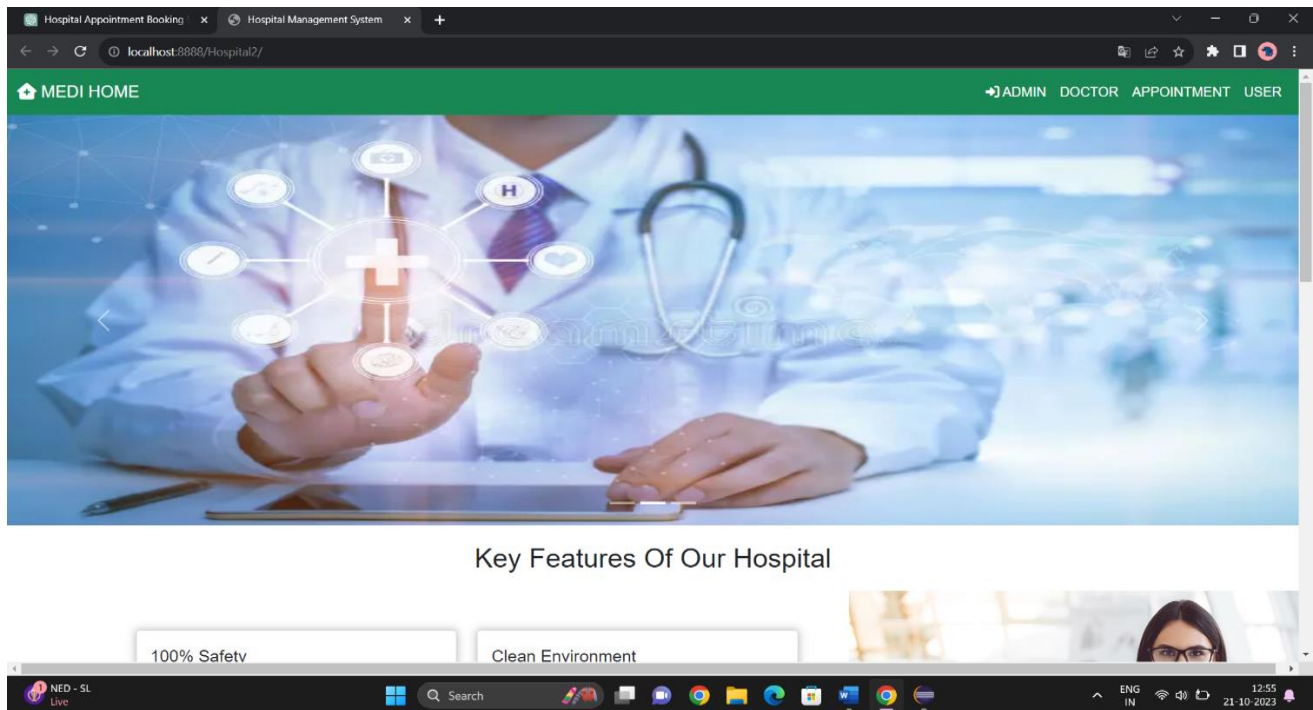 Hospital Appointment Booking
Hospital Management System
localhost:8888/Hospital2/
MEDI HOME
ADMIN DOCTOR APPOINTMENT USER
H
dreamstime
Key Features Of Our Hospital
100% Safety
Clean Environment
NED - SL
Live
Search
ENG
IN
12:55
21-10-2023